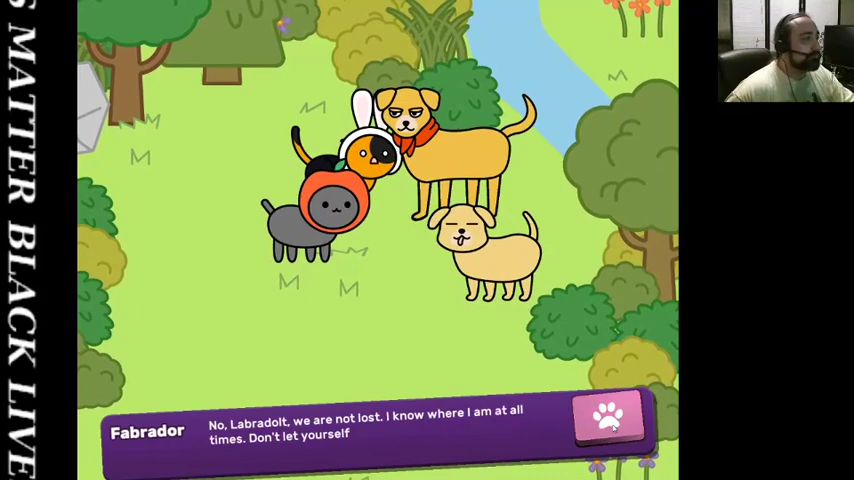 S MATTER BLACK LIVE
Fabrador
No, Labradolt, we are not lost. I know where I am at all
times. Don't let yourself